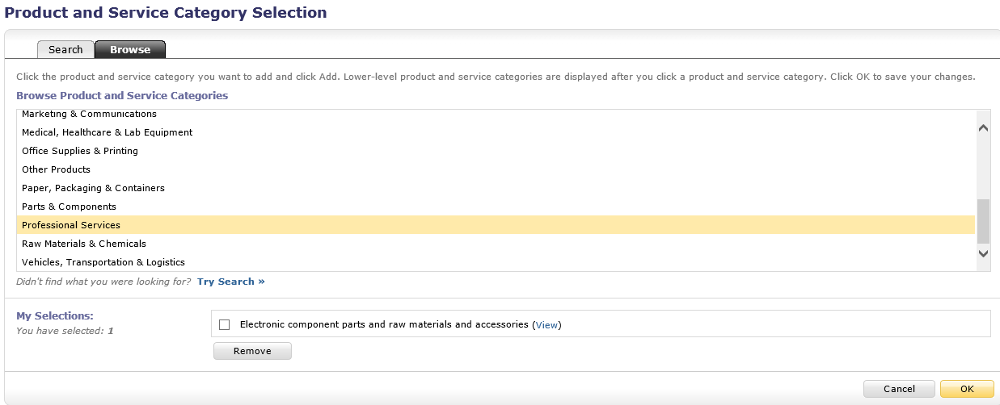 Product and Service Category Selection
Search
Browse
Click the product and service category you want to add and click Add. Lower-level product and service categories are displayed after you click a product and service category. Click OK to save your changes.
Browse Product and Service Categories
Marketing & Communications
Medical, Healthcare & Lab Equipment
Office Supplies & Printing
Other Products
Paper, Packaging & Containers
Parts & Components
Professional Services
Raw Materials & Chemicals
Vehicles, Transportation & Logistics
Didn't find what you were looking for? Try Search »
My Selections:
You have selected: 1
Electronic component parts and raw materials and accessories (View)
Remove
Cancel
OK